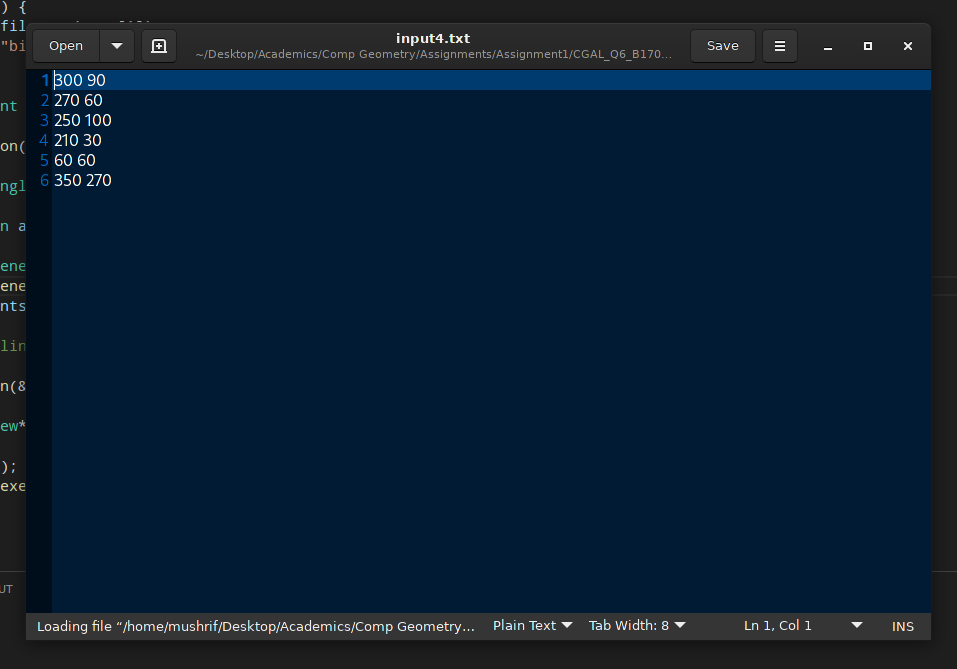 ) {
fil
"bi
Open
input4.txt
~/Desktop/Academics/Comp Geometry/Assignments/Assignment1/CGAL_Q6_B170...
Save
1 300 90
2 270 60
3 250 100
4 210 30
5 60 60
6 350 270
nt
on(
ngl
n a
ene
ene
nts
lin
n(&
ew*
);
exe
UT
Loading file “/home/mushrif/Desktop/Academics/Comp Geometry... Plain Text Tab Width: 8 Ln 1, Col 1 INS